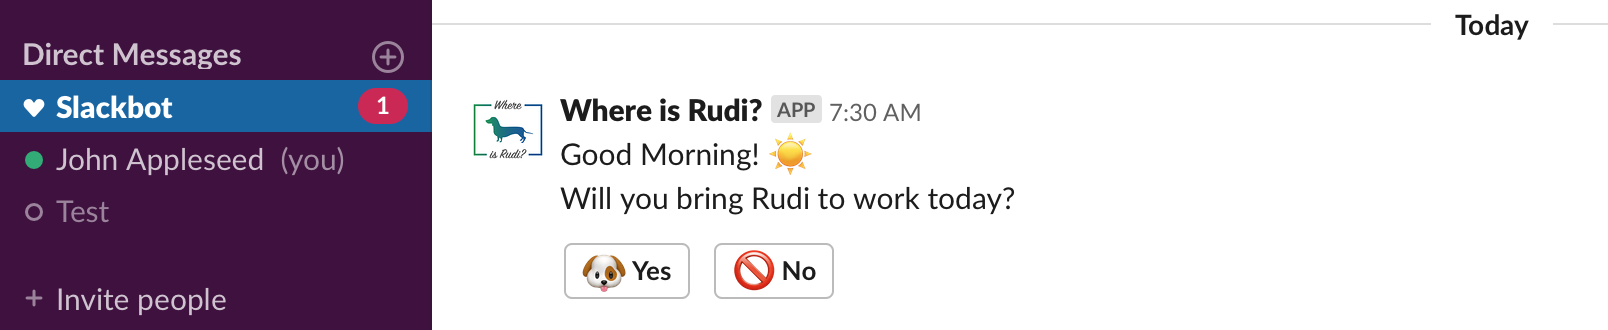 Direct Messages
Slackbot 1
John Appleseed (you)
Test
+ Invite people
Today
Where
is Rudi?
Where is Rudi? APP 7:30 AM
Good Morning! ☀️
Will you bring Rudi to work today?
🐶 Yes
🚫 No